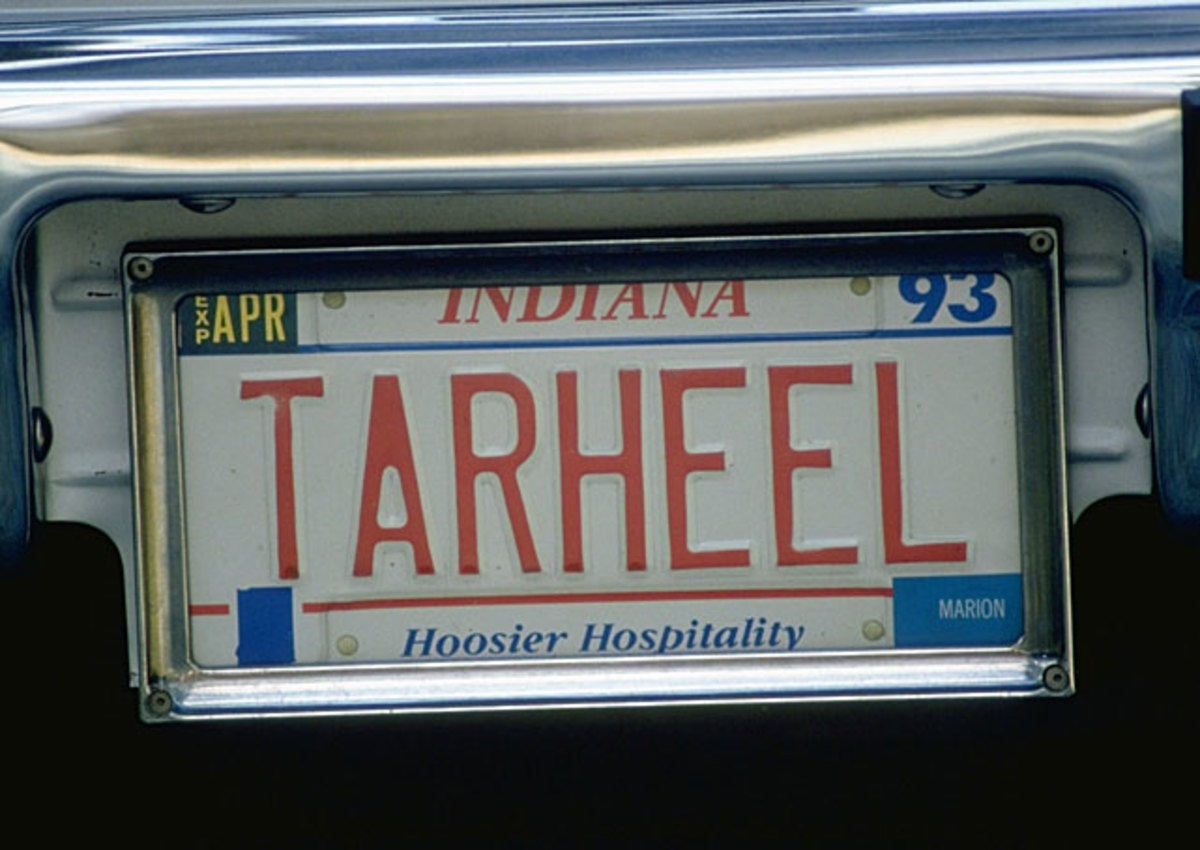 EXP APR INDIANA 93
TARHEEL
Hoosier Hospitality MARION